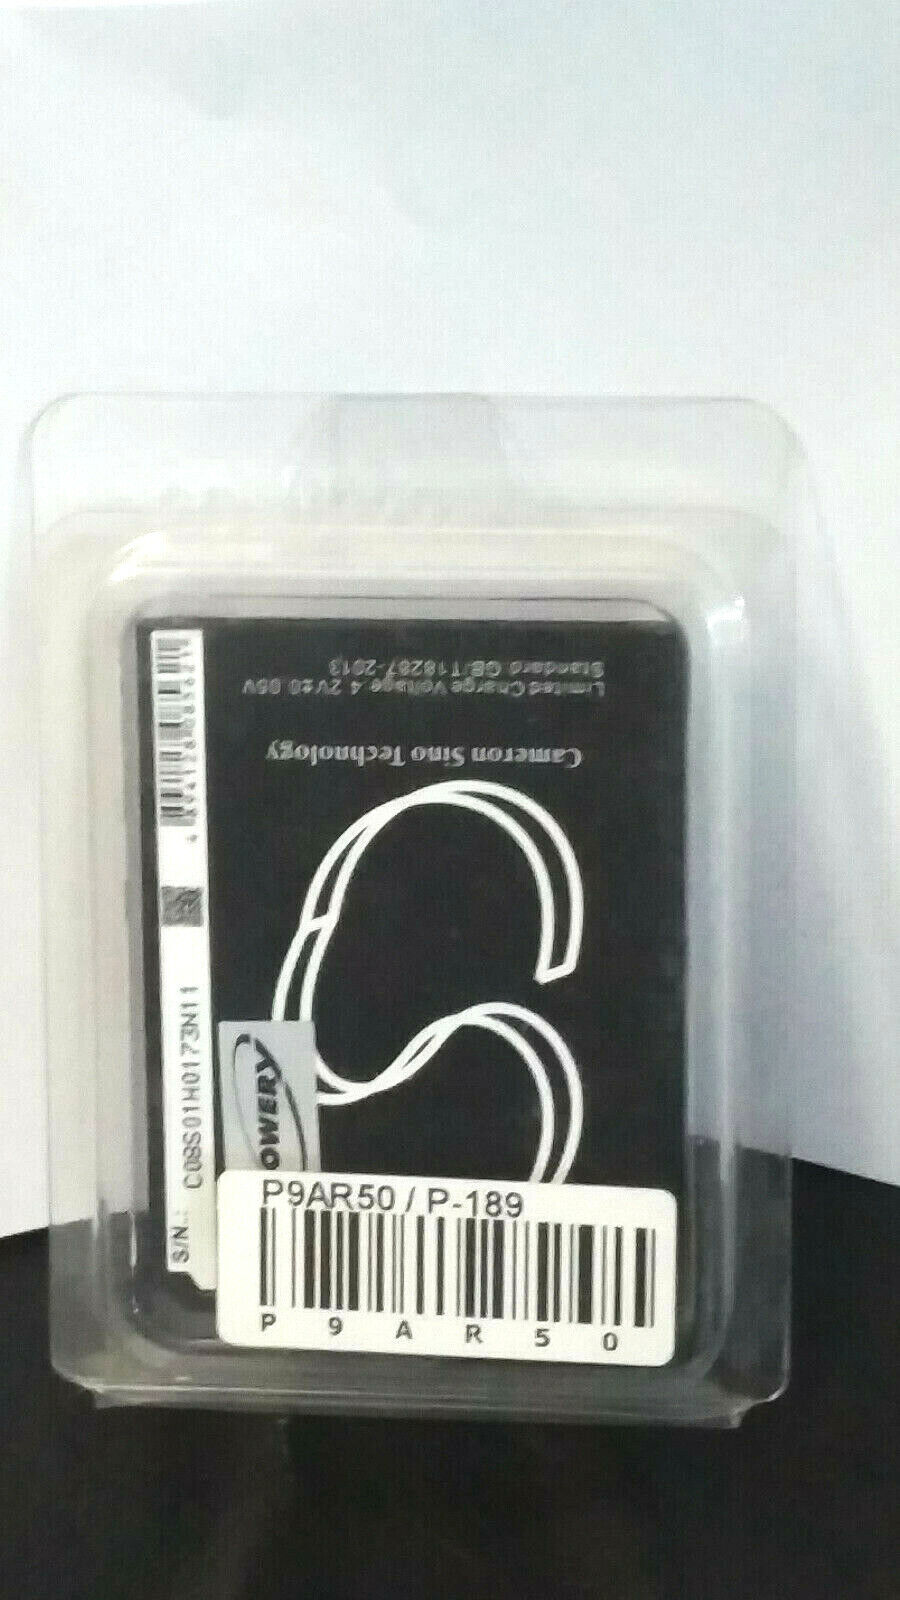 Standard GB/T18287-2013
Limited Charge Voltage 4.2V±0.05V
Cameron Sino Technology
S/N.: C08S01H0173N11
OWERY
P9AR50 / P-189
P 9 A R 5 0